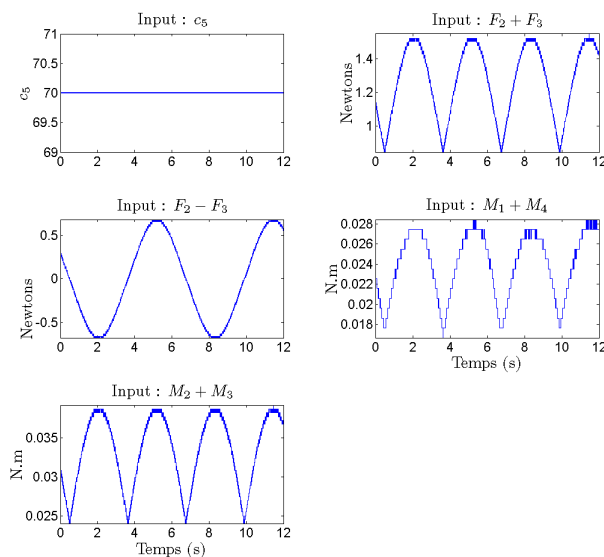 Input : c₅
71
70.5
70
69.5
69
c₅
0 2 4 6 8 10 12
Input : F₂ + F₃
1.4
1.2
1
Newtons
0 2 4 6 8 10 12
Input : F₂ − F₃
0.5
0
-0.5
Newtons
0 2 4 6 8 10 12
Input : M₁ + M₄
0.028
0.026
0.024
0.022
0.02
0.018
N.m
0 2 4 6 8 10 12
Temps (s)
Input : M₂ + M₃
0.035
0.03
0.025
N.m
0 2 4 6 8 10 12
Temps (s)